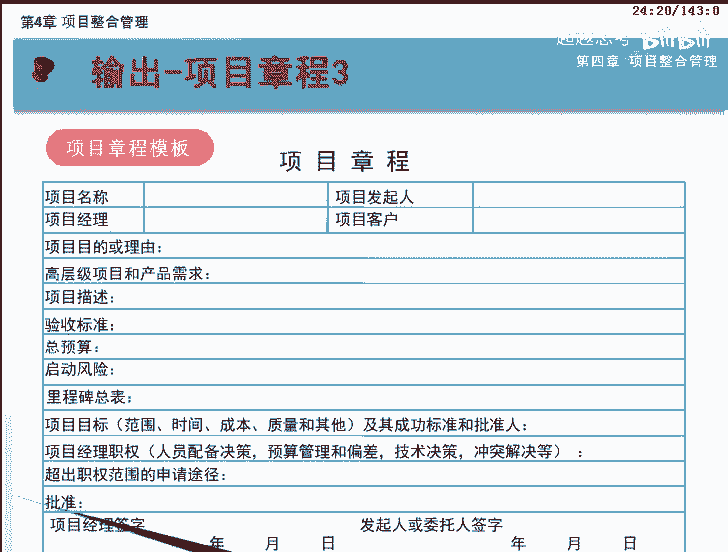 24:20/143:0
第4章 项目整合管理
超越思考 bilibili
第四章 项目整合管理
输出-项目章程3
项目章程模板
项 目 章 程
项目名称 项目发起人
项目经理 项目客户
项目目的或理由：
高层级项目和产品需求：
项目描述：
验收标准：
总预算：
启动风险：
里程碑总表：
项目目标（范围、时间、成本、质量和其他）及其成功标准和批准人：
项目经理职权（人员配备决策，预算管理和偏差，技术决策，冲突解决等）：
超出职权范围的申请途径：
批准：
项目经理签字 发起人或委托人签字
年 月 日 年 月 日